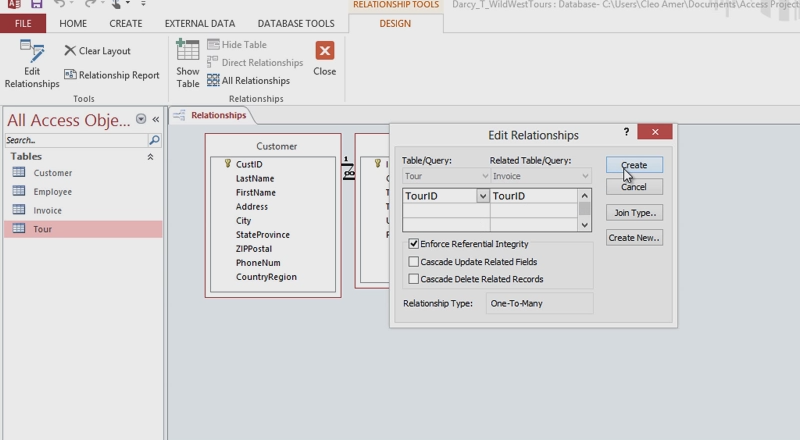 RELATIONSHIP TOOLS
Darcy_T_WildWestTours : Database- C:\Users\Cleo Amer\Documents\Access Project
FILE HOME CREATE EXTERNAL DATA DATABASE TOOLS DESIGN
Edit Relationships
Clear Layout
Relationship Report
Tools
Show Table
Hide Table
Direct Relationships
All Relationships
Close
Relationships
All Access Obje...
Search...
Tables
Customer
Employee
Invoice
Tour
Relationships
Customer
CustID
LastName
FirstName
Address
City
StateProvince
ZIPPostal
PhoneNum
CountryRegion
1
∞
Edit Relationships
?
Table/Query: Related Table/Query:
Tour Invoice
TourID TourID
Enforce Referential Integrity
Cascade Update Related Fields
Cascade Delete Related Records
Relationship Type: One-To-Many
Create
Cancel
Join Type..
Create New..